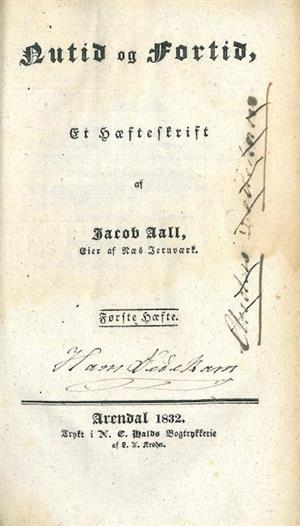 Nutid og Fortid,
Et Hæfteskrift
af
Jacob Aall,
Eier af Næs Jernværk.
Første Hæfte.
Hans
Arendal 1832.
Trykt i N. C. Halds Bogtrykkerie
af L. A. Krohn.